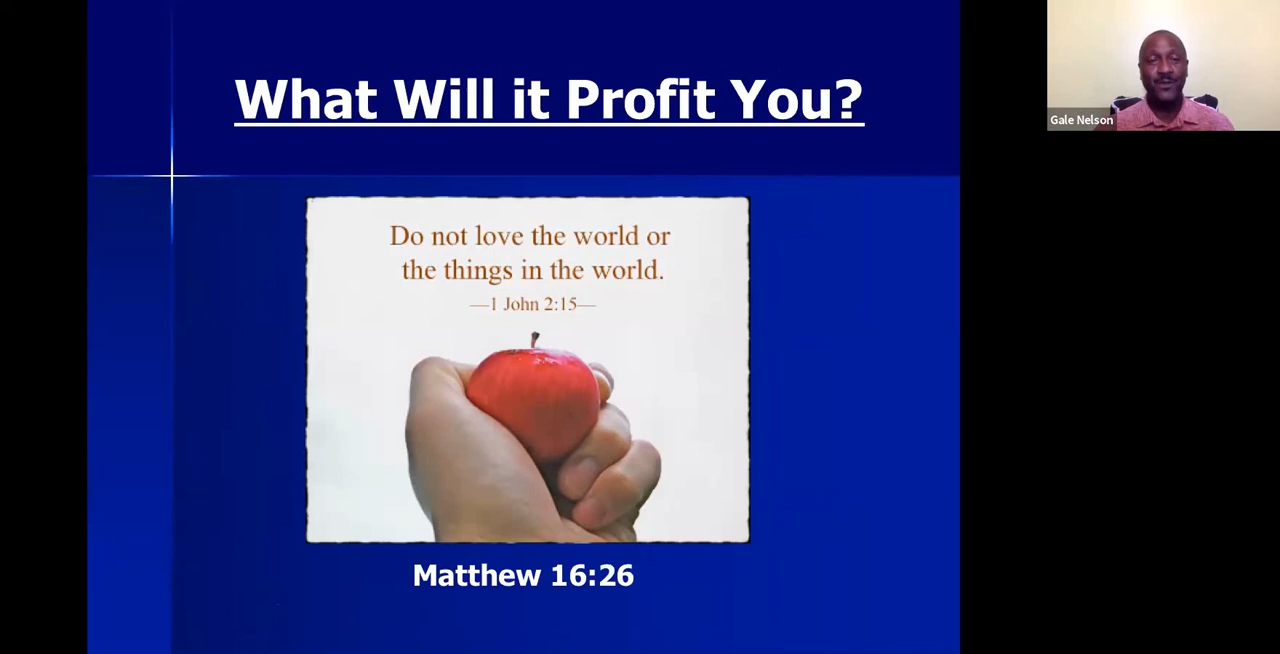 What Will it Profit You?
Do not love the world or
the things in the world.
—1 John 2:15—
Matthew 16:26
Gale Nelson